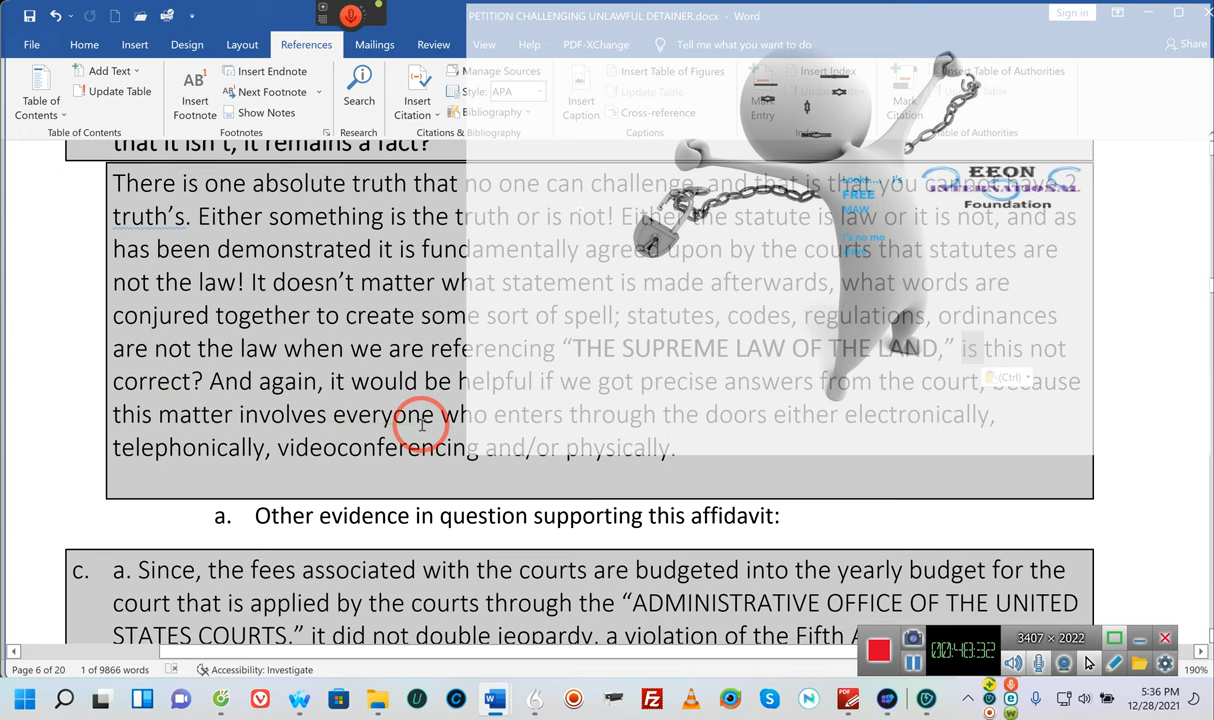 PETITION CHALLENGING UNLAWFUL DETAINER.docx - Word
Sign in
File Home Insert Design Layout References Mailings Review View Help PDF-XChange Tell me what you want to do Share
Table of Contents
Add Text
Update Table
Table of Contents
AB1
Insert Footnote
Insert Endnote
Next Footnote
Show Notes
Footnotes
Search
Research
Insert Citation
Manage Sources
Style: APA
Bibliography
Citations & Bibliography
Insert Caption
Insert Table of Figures
Update Table
Cross-reference
Captions
Mark Entry
Insert Index
Mark Citation
Insert Table of Authorities
that it isn't, it remains a fact?
There is one absolute truth that no one can challenge, and that is that you cannot have 2
truth's. Either something is the truth or is not! Either the statute is law or it is not, and as
has been demonstrated it is fundamentally agreed upon by the courts that statutes are
not the law! It doesn't matter what statement is made afterwards, what words are
conjured together to create some sort of spell; statutes, codes, regulations, ordinances
are not the law when we are referencing “THE SUPREME LAW OF THE LAND,” is this not
correct? And again, it would be helpful if we got precise answers from the court, because
this matter involves everyone who enters through the doors either electronically,
telephonically, videoconferencing and/or physically.
EEON
INTERNATIONAL
Foundation
I's
FREE
MAW
I's no mo
(Ctrl)
a. Other evidence in question supporting this affidavit:
c. a. Since, the fees associated with the courts are budgeted into the yearly budget for the
court that is applied by the courts through the “ADMINISTRATIVE OFFICE OF THE UNITED
STATES COURTS,” it did not double jeopardy, a violation of the Fifth
00:48:32
3407 × 2022
Page 6 of 20 1 of 9866 words Accessibility: Investigate 190%
5:36 PM
12/28/2021